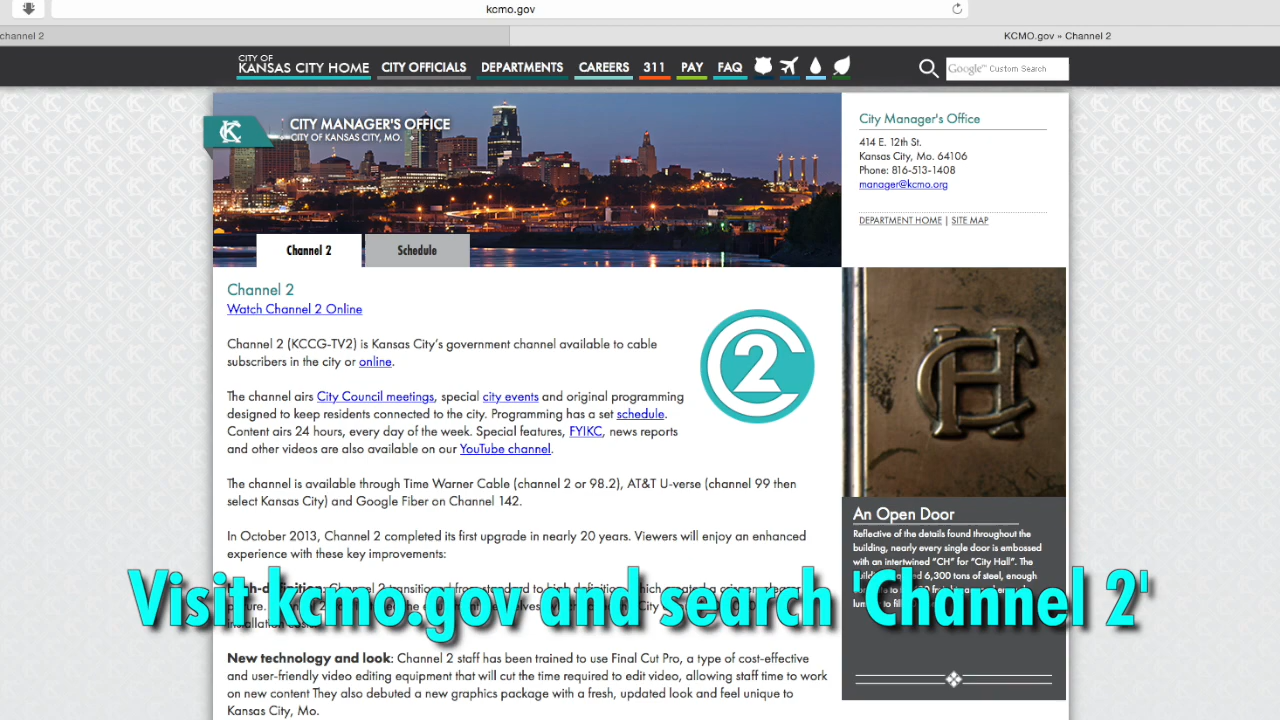 kcmo.gov
channel 2
KCMO.gov » Channel 2
CITY OF
KANSAS CITY HOME
CITY OFFICIALS
DEPARTMENTS
CAREERS
311
PAY
FAQ
Google™ Custom Search
KC
CITY MANAGER'S OFFICE
CITY OF KANSAS CITY, MO.
Channel 2
Schedule
City Manager's Office
414 E. 12th St.
Kansas City, Mo. 64106
Phone: 816-513-1408
manager@kcmo.org
DEPARTMENT HOME | SITE MAP
Channel 2
Watch Channel 2 Online
Channel 2 (KCCG-TV2) is Kansas City's government channel available to cable
subscribers in the city or online.
The channel airs City Council meetings, special city events and original programming
designed to keep residents connected to the city. Programming has a set schedule.
Content airs 24 hours, every day of the week. Special features, FYIKC, news reports
and other videos are also available on our YouTube channel.
2
The channel is available through Time Warner Cable (channel 2 or 98.2), AT&T U-verse (channel 99 then
select Kansas City) and Google Fiber on Channel 142.
In October 2013, Channel 2 completed its first upgrade in nearly 20 years. Viewers will enjoy an enhanced
experience with these key improvements:
CH
An Open Door
Reflective of the details found throughout the
building, nearly every single door is embossed
with an intertwined "CH" for "City Hall". The
6,300 tons of steel, enough
Visit kcmo.gov and search 'Channel 2'
New technology and look: Channel 2 staff has been trained to use Final Cut Pro, a type of cost-effective
and user-friendly video editing equipment that will cut the time required to edit video, allowing staff time to work
on new content They also debuted a new graphics package with a fresh, updated look and feel unique to
Kansas City, Mo.